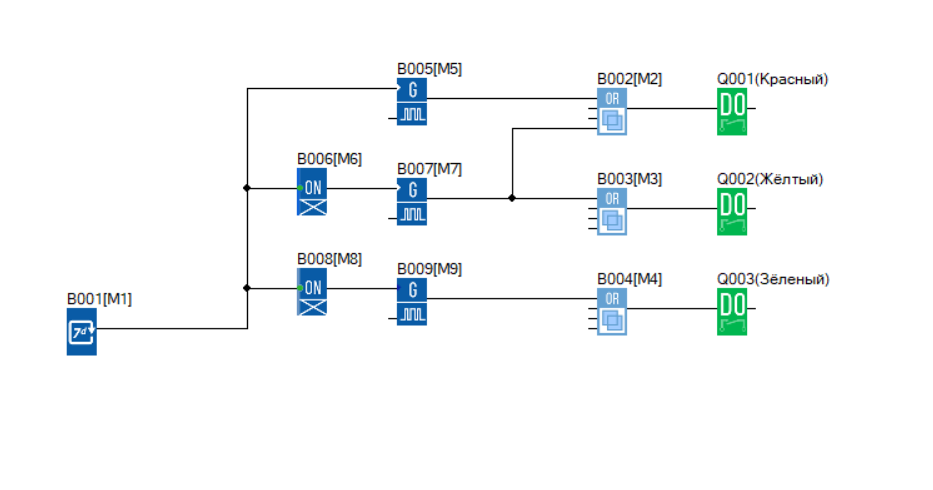 B005[M5]
G
B002[M2]
OR
Q001(Красный)
DO
B006[M6]
ON
B007[M7]
G
B003[M3]
OR
Q002(Жёлтый)
DO
B008[M8]
ON
B009[M9]
G
B004[M4]
OR
Q003(Зёленый)
DO
B001[M1]
7d